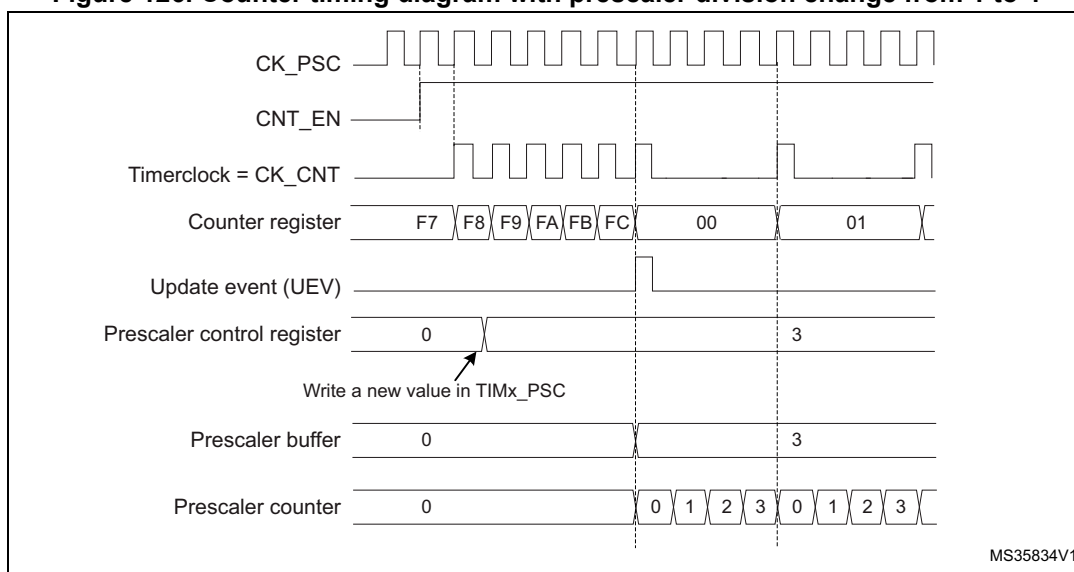 Figure 120. Counter timing diagram with prescaler division change from 1 to 4
CK_PSC
CNT_EN
Timerclock = CK_CNT
Counter register F7 F8 F9 FA FB FC 00 01
Update event (UEV)
Prescaler control register 0 3
Write a new value in TIMx_PSC
Prescaler buffer 0 3
Prescaler counter 0 0 1 2 3 0 1 2 3
MS35834V1